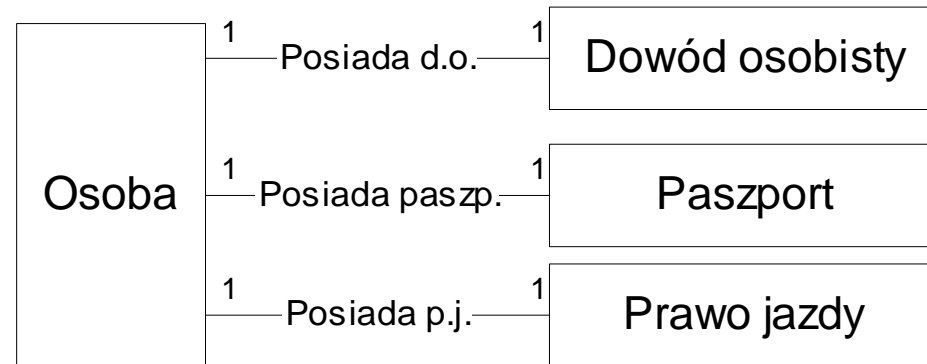 1 Posiada d.o. 1 Dowód osobisty
Osoba 1 Posiada paszp. 1 Paszport
1 Posiada p.j. 1 Prawo jazdy